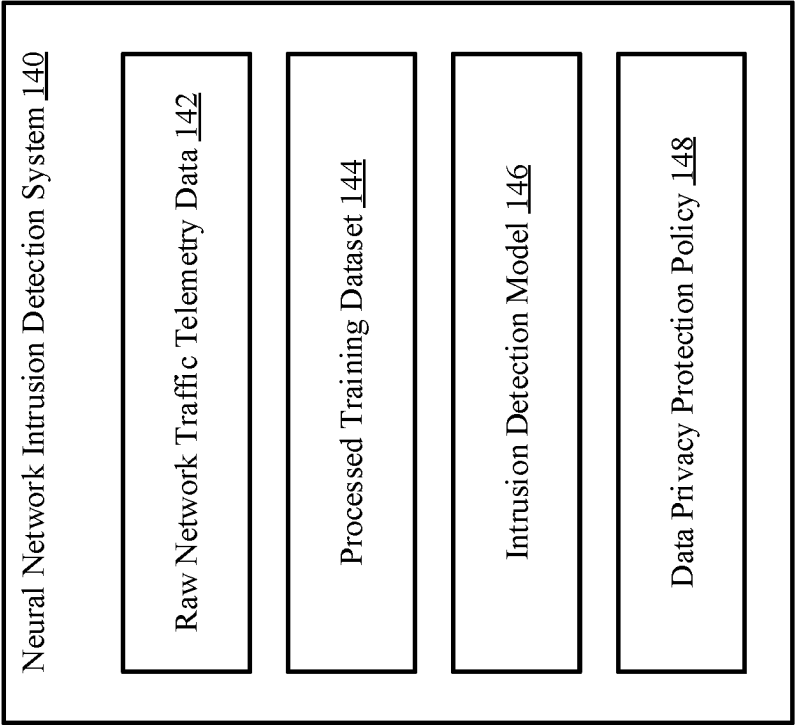 Neural Network Intrusion Detection System 140
Raw Network Traffic Telemetry Data 142
Processed Training Dataset 144
Intrusion Detection Model 146
Data Privacy Protection Policy 148